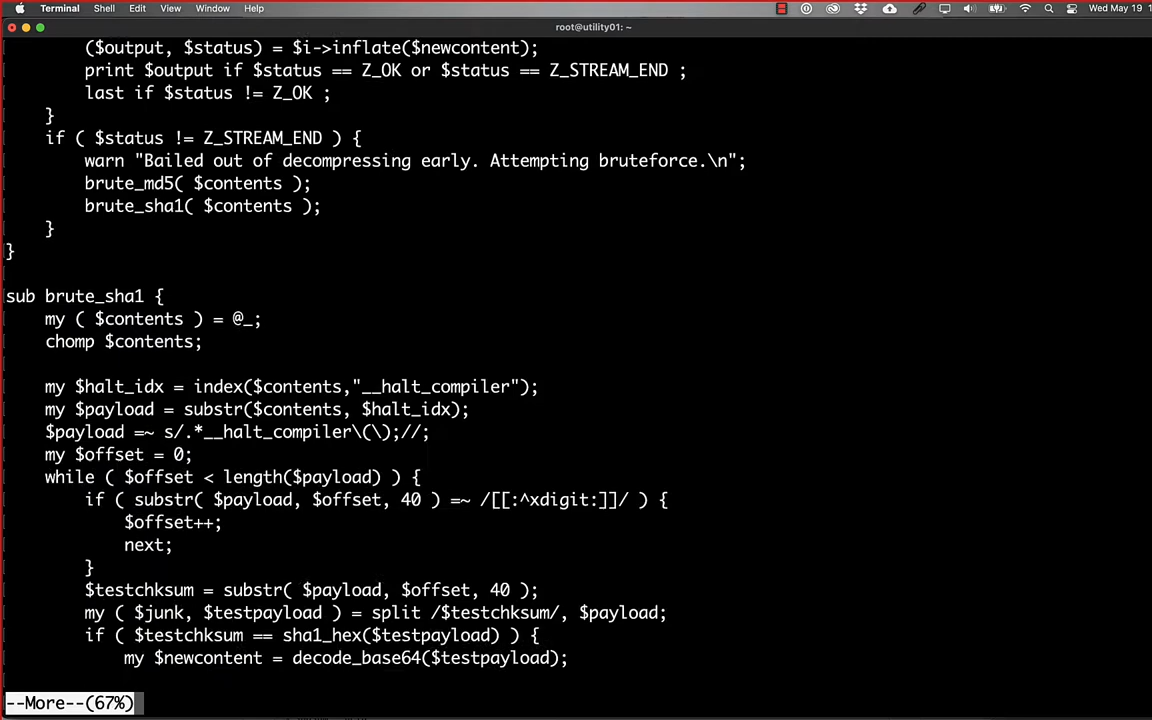 Terminal Shell Edit View Window Help Wed May 19
root@utility01: ~
($output, $status) = $i->inflate($newcontent);
print $output if $status == Z_OK or $status == Z_STREAM_END ;
last if $status != Z_OK ;
}
if ( $status != Z_STREAM_END ) {
warn "Bailed out of decompressing early. Attempting bruteforce.\n";
brute_md5( $contents );
brute_sha1( $contents );
}
}
sub brute_sha1 {
my ( $contents ) = @_;
chomp $contents;
my $halt_idx = index($contents,"__halt_compiler");
my $payload = substr($contents, $halt_idx);
$payload =~ s/.*__halt_compiler\(\);//;
my $offset = 0;
while ( $offset < length($payload) ) {
if ( substr( $payload, $offset, 40 ) =~ /[[:^xdigit:]]/ ) {
$offset++;
next;
}
$testchksum = substr( $payload, $offset, 40 );
my ( $junk, $testpayload ) = split /$testchksum/, $payload;
if ( $testchksum == sha1_hex($testpayload) ) {
my $newcontent = decode_base64($testpayload);
--More--(67%)